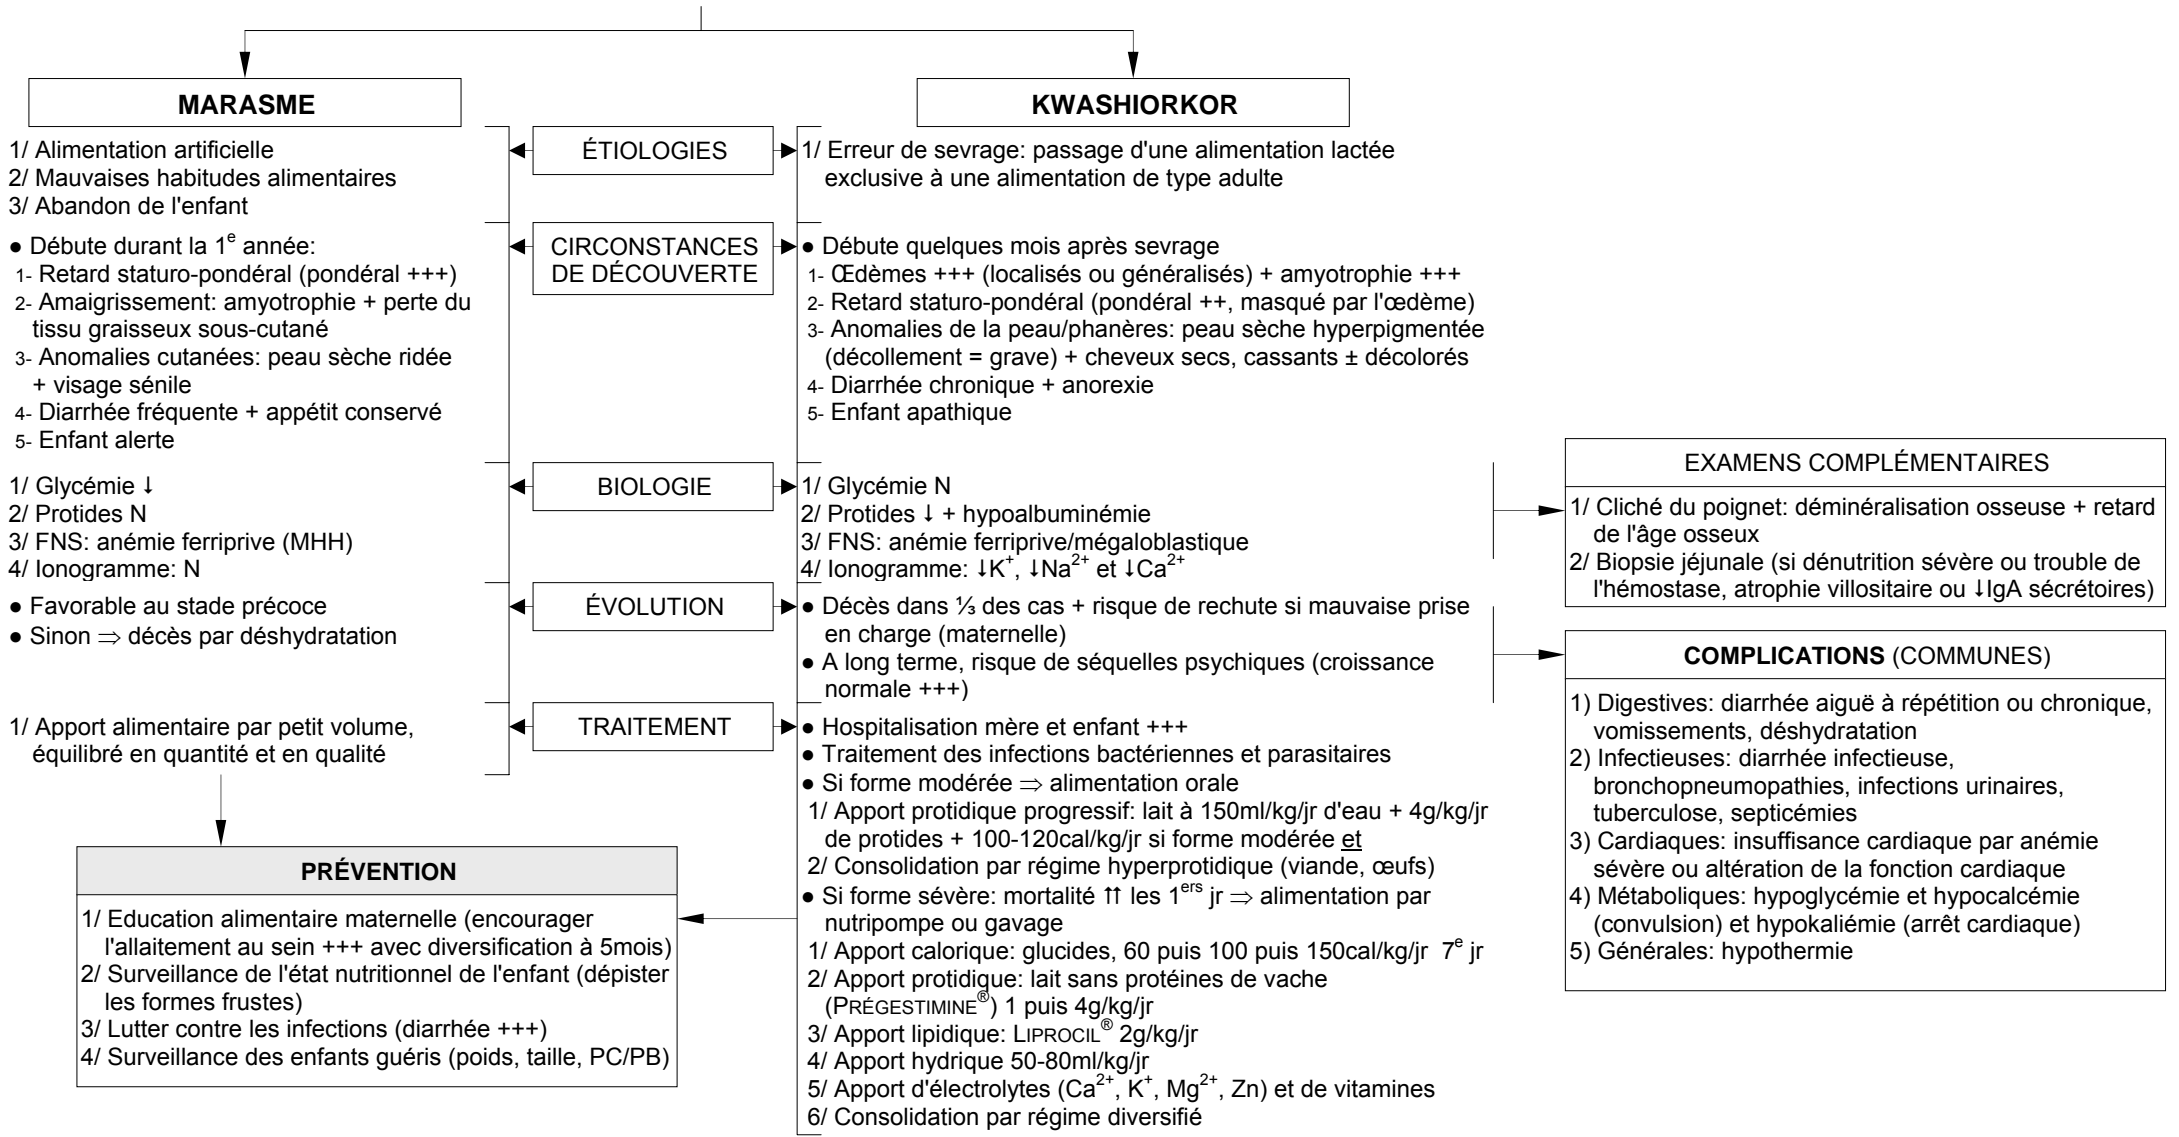 MARASME
1/ Alimentation artificielle
2/ Mauvaises habitudes alimentaires
3/ Abandon de l'enfant
● Débute durant la 1e année:
1- Retard staturo-pondéral (pondéral +++)
2- Amaigrissement: amyotrophie + perte du
tissu graisseux sous-cutané
3- Anomalies cutanées: peau sèche ridée
+ visage sénile
4- Diarrhée fréquente + appétit conservé
5- Enfant alerte
1/ Glycémie ↓
2/ Protides N
3/ FNS: anémie ferriprive (MHH)
4/ Ionogramme: N
● Favorable au stade précoce
● Sinon ⇒ décès par déshydratation
1/ Apport alimentaire par petit volume,
équilibré en quantité et en qualité
PRÉVENTION
1/ Education alimentaire maternelle (encourager
l'allaitement au sein +++ avec diversification à 5mois)
2/ Surveillance de l'état nutritionnel de l'enfant (dépister
les formes frustes)
3/ Lutter contre les infections (diarrhée +++)
4/ Surveillance des enfants guéris (poids, taille, PC/PB)
ÉTIOLOGIES
CIRCONSTANCES
DE DÉCOUVERTE
BIOLOGIE
ÉVOLUTION
TRAITEMENT
KWASHIORKOR
1/ Erreur de sevrage: passage d'une alimentation lactée
exclusive à une alimentation de type adulte
● Débute quelques mois après sevrage
1- Œdèmes +++ (localisés ou généralisés) + amyotrophie +++
2- Retard staturo-pondéral (pondéral ++, masqué par l'œdème)
3- Anomalies de la peau/phanères: peau sèche hyperpigmentée
(décollement = grave) + cheveux secs, cassants ± décolorés
4- Diarrhée chronique + anorexie
5- Enfant apathique
1/ Glycémie N
2/ Protides ↓ + hypoalbuminémie
3/ FNS: anémie ferriprive/mégaloblastique
4/ Ionogramme: ↓K+, ↓Na2+ et ↓Ca2+
● Décès dans ⅓ des cas + risque de rechute si mauvaise prise
en charge (maternelle)
● A long terme, risque de séquelles psychiques (croissance
normale +++)
● Hospitalisation mère et enfant +++
● Traitement des infections bactériennes et parasitaires
● Si forme modérée ⇒ alimentation orale
1/ Apport protidique progressif: lait à 150ml/kg/jr d'eau + 4g/kg/jr
de protides + 100-120cal/kg/jr si forme modérée et
2/ Consolidation par régime hyperprotidique (viande, œufs)
● Si forme sévère: mortalité ⇈ les 1ers jr ⇒ alimentation par
nutripompe ou gavage
1/ Apport calorique: glucides, 60 puis 100 puis 150cal/kg/jr 7e jr
2/ Apport protidique: lait sans protéines de vache
(PRÉGESTIMINE®) 1 puis 4g/kg/jr
3/ Apport lipidique: LIPROCIL® 2g/kg/jr
4/ Apport hydrique 50-80ml/kg/jr
5/ Apport d'électrolytes (Ca2+, K+, Mg2+, Zn) et de vitamines
6/ Consolidation par régime diversifié
EXAMENS COMPLÉMENTAIRES
1/ Cliché du poignet: déminéralisation osseuse + retard
de l'âge osseux
2/ Biopsie jéjunale (si dénutrition sévère ou trouble de
l'hémostase, atrophie villositaire ou ↓IgA sécrétoires)
COMPLICATIONS (COMMUNES)
1) Digestives: diarrhée aiguë à répétition ou chronique,
vomissements, déshydratation
2) Infectieuses: diarrhée infectieuse,
bronchopneumopathies, infections urinaires,
tuberculose, septicémies
3) Cardiaques: insuffisance cardiaque par anémie
sévère ou altération de la fonction cardiaque
4) Métaboliques: hypoglycémie et hypocalcémie
(convulsion) et hypokaliémie (arrêt cardiaque)
5) Générales: hypothermie